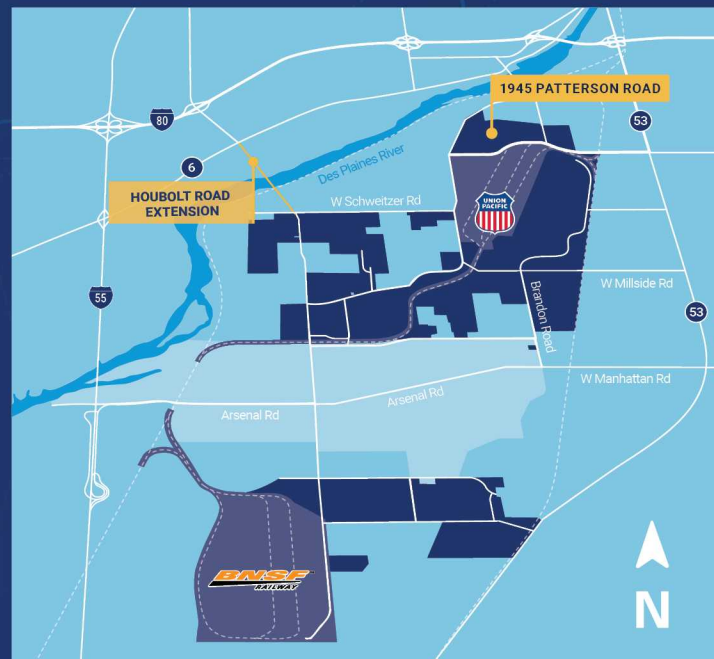 1945 PATTERSON ROAD
80
53
6
Des Plaines River
HOUBOLT ROAD
EXTENSION
W Schweitzer Rd
UNION
PACIFIC
W Millside Rd
55
Brandon Road
53
W Manhattan Rd
Arsenal Rd
Arsenal Rd
BNSF
RAILWAY
N